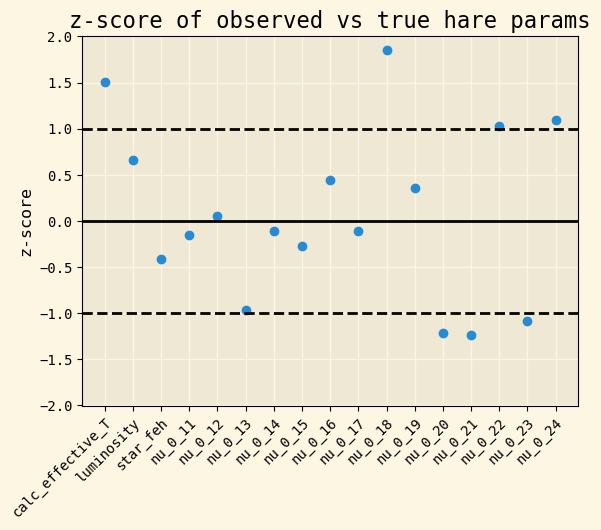 z-score of observed vs true hare params
z-score
2.0
1.5
1.0
0.5
0.0
−0.5
−1.0
−1.5
−2.0
calc_effective_T
luminosity
star_feh
nu_0_11
nu_0_12
nu_0_13
nu_0_14
nu_0_15
nu_0_16
nu_0_17
nu_0_18
nu_0_19
nu_0_20
nu_0_21
nu_0_22
nu_0_23
nu_0_24